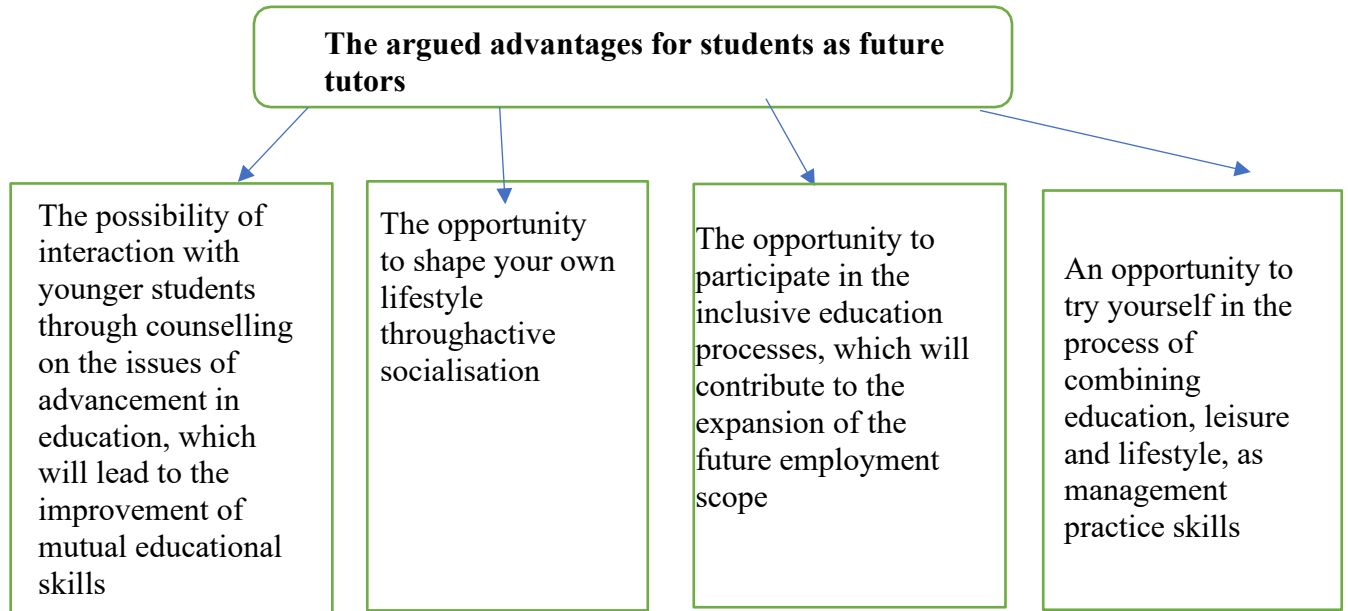 The argued advantages for students as future
tutors
The possibility of
interaction with
younger students
through counselling
on the issues of
advancement in
education, which
will lead to the
improvement of
mutual educational
skills
The opportunity
to shape your own
lifestyle
throughactive
socialisation
The opportunity to
participate in the
inclusive education
processes, which will
contribute to the
expansion of the
future employment
scope
An opportunity to
try yourself in the
process of
combining
education, leisure
and lifestyle, as
management
practice skills